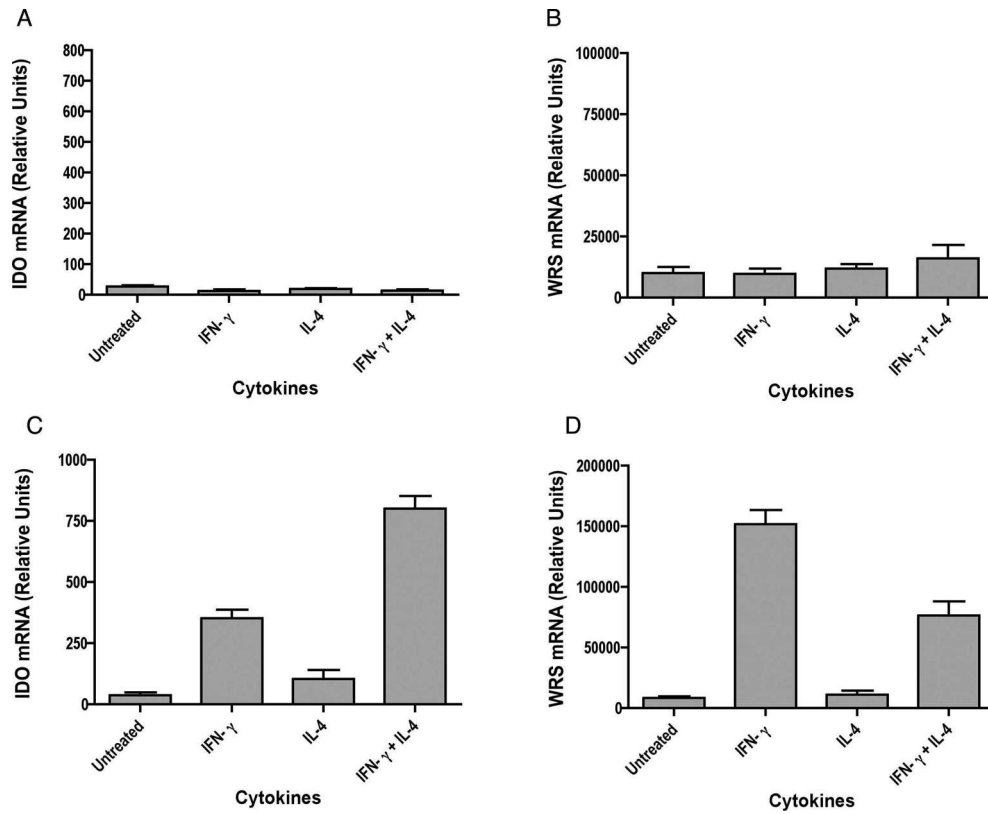 A
IDO mRNA (Relative Units)
800
700
600
500
400
300
200
100
0
Untreated
IFN- γ
IL-4
IFN- γ + IL-4
Cytokines
B
WRS mRNA (Relative Units)
100000
75000
50000
25000
0
Untreated
IFN- γ
IL-4
IFN- γ + IL-4
Cytokines
C
IDO mRNA (Relative Units)
1000
750
500
250
0
Untreated
IFN- γ
IL-4
IFN- γ + IL-4
Cytokines
D
WRS mRNA (Relative Units)
200000
150000
100000
50000
0
Untreated
IFN- γ
IL-4
IFN- γ + IL-4
Cytokines